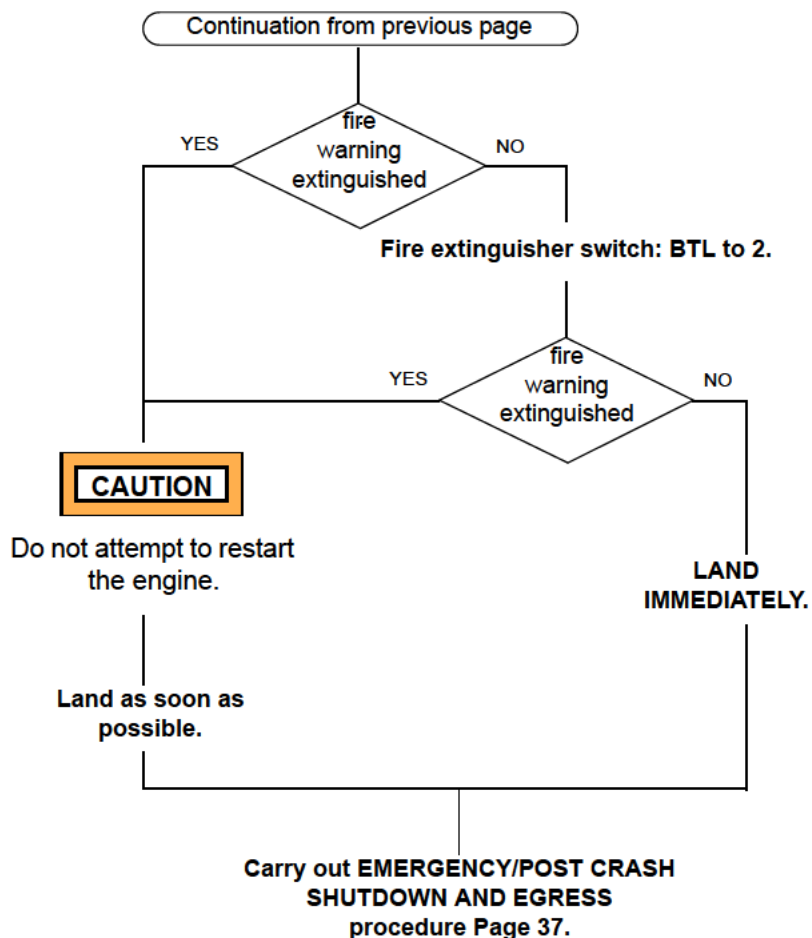 Continuation from previous page
fire
warning
extinguished
YES
NO
Fire extinguisher switch: BTL to 2.
fire
warning
extinguished
YES
NO
CAUTION
Do not attempt to restart
the engine.
LAND
IMMEDIATELY.
Land as soon as
possible.
Carry out EMERGENCY/POST CRASH
SHUTDOWN AND EGRESS
procedure Page 37.